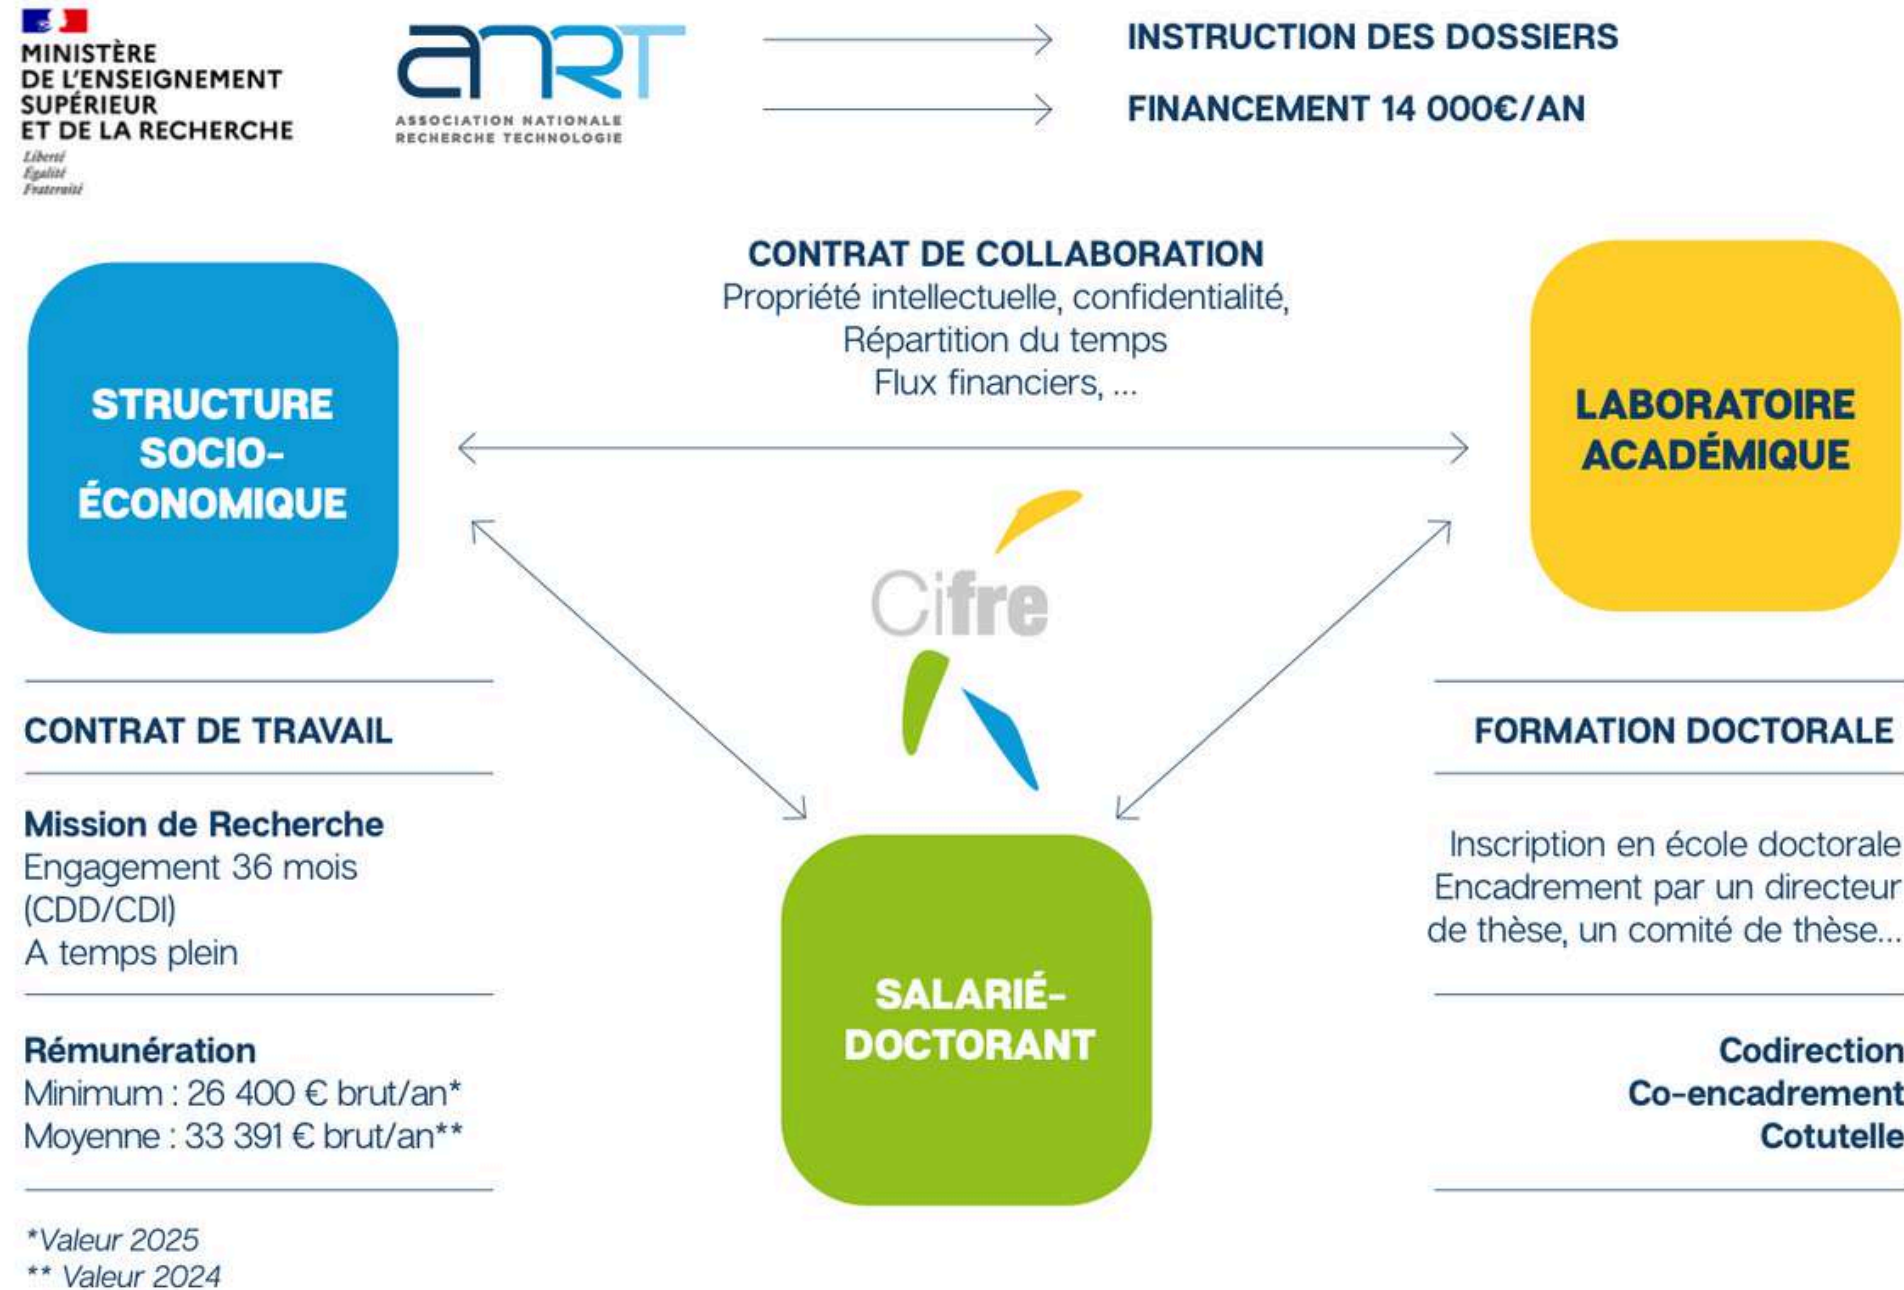 MINISTÈRE
DE L'ENSEIGNEMENT
SUPÉRIEUR
ET DE LA RECHERCHE
Liberté
Égalité
Fraternité
ANRT
ASSOCIATION NATIONALE
RECHERCHE TECHNOLOGIE
INSTRUCTION DES DOSSIERS
FINANCEMENT 14 000€/AN
CONTRAT DE COLLABORATION
Propriété intellectuelle, confidentialité,
Répartition du temps
Flux financiers, ...
STRUCTURE
SOCIO-
ÉCONOMIQUE
LABORATOIRE
ACADÉMIQUE
Cifre
CONTRAT DE TRAVAIL
Mission de Recherche
Engagement 36 mois
(CDD/CDI)
A temps plein
Rémunération
Minimum : 26 400 € brut/an*
Moyenne : 33 391 € brut/an**
*Valeur 2025
** Valeur 2024
SALARIÉ-
DOCTORANT
FORMATION DOCTORALE
Inscription en école doctorale
Encadrement par un directeur
de thèse, un comité de thèse...
Codirection
Co-encadrement
Cotutelle